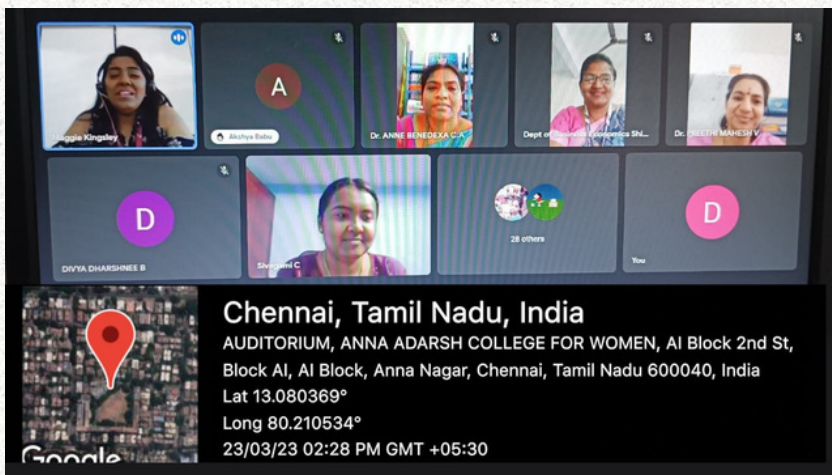 Maggie Kingsley
A
Akshya Babu
Dr. ANNE BENEDEXA C.A
Dept of Business Economics Shi...
Dr. PREETHI MAHESH V
D
DIVYA DHARSHNEE B
Sivagami C
28 others
D
You
Google
Chennai, Tamil Nadu, India
AUDITORIUM, ANNA ADARSH COLLEGE FOR WOMEN, AI Block 2nd St,
Block AI, AI Block, Anna Nagar, Chennai, Tamil Nadu 600040, India
Lat 13.080369°
Long 80.210534°
23/03/23 02:28 PM GMT +05:30